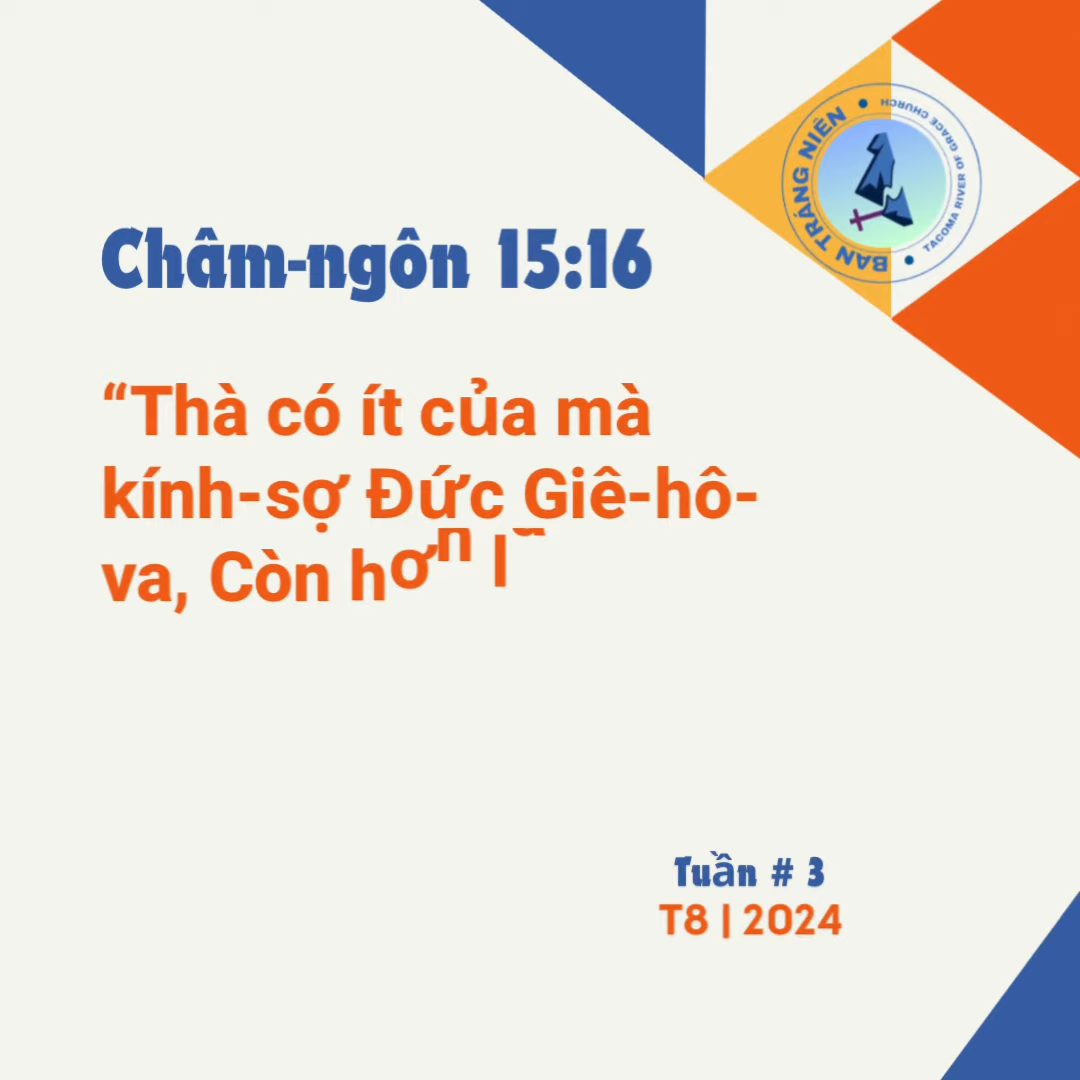 BAN TRÁNG NIÊN • TACOMA RIVER OF GRACE CHURCH •
Châm-ngôn 15:16
“Thà có ít của mà
kính-sợ Đức Giê-hô-
va, Còn hơn
Tuần # 3
T8 | 2024